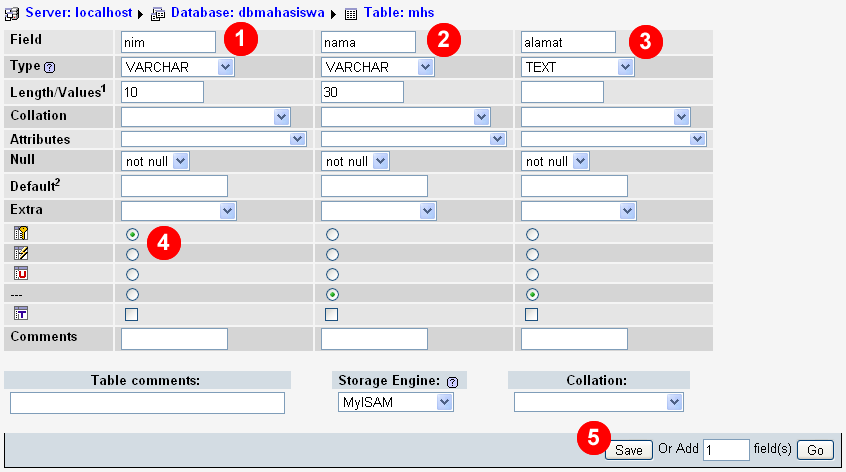 Server: localhost ▸ Database: dbmahasiswa ▸ Table: mhs
Field nim 1 nama 2 alamat 3
Type VARCHAR VARCHAR TEXT
Length/Values1 10 30
Collation
Attributes
Null not null not null not null
Default2
Extra
4
U
---
T
Comments
Table comments: Storage Engine: Collation:
MyISAM
5 Save Or Add 1 field(s) Go